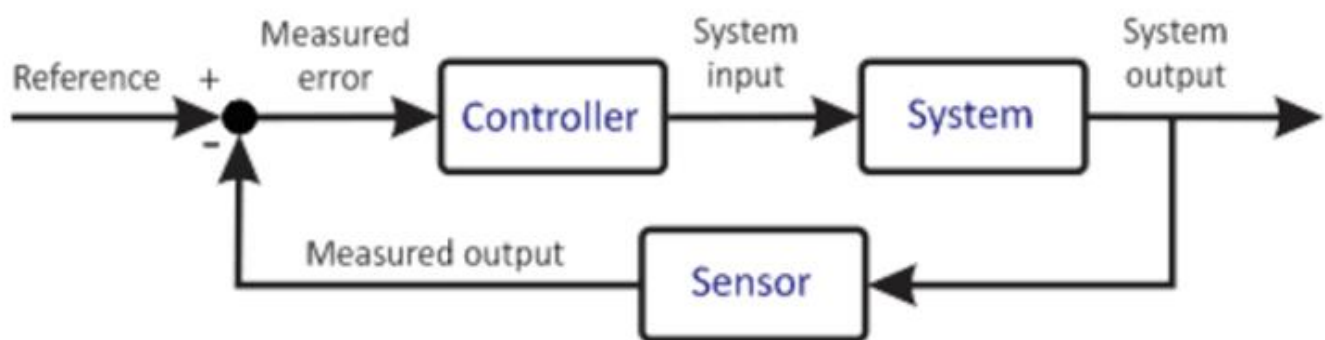 Measured
error
System
input
System
output
Reference
+
-
Controller
System
Measured output
Sensor